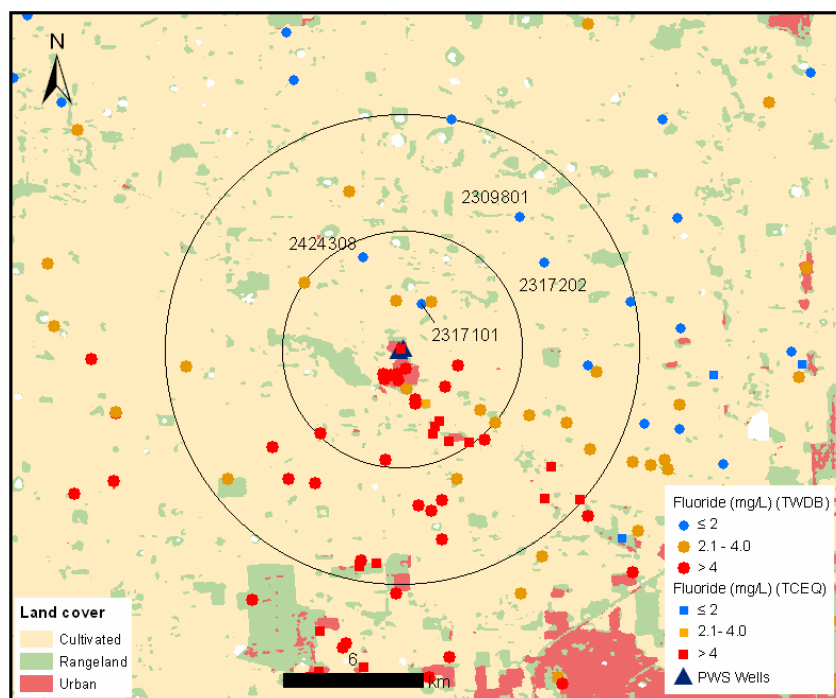 N
2309801
2424308
2317202
2317101
Fluoride (mg/L) (TWDB)
≤ 2
2.1 - 4.0
> 4
Fluoride (mg/L) (TCEQ)
≤ 2
2.1- 4.0
> 4
PWS Wells
Land cover
Cultivated
Rangeland
Urban
6
km